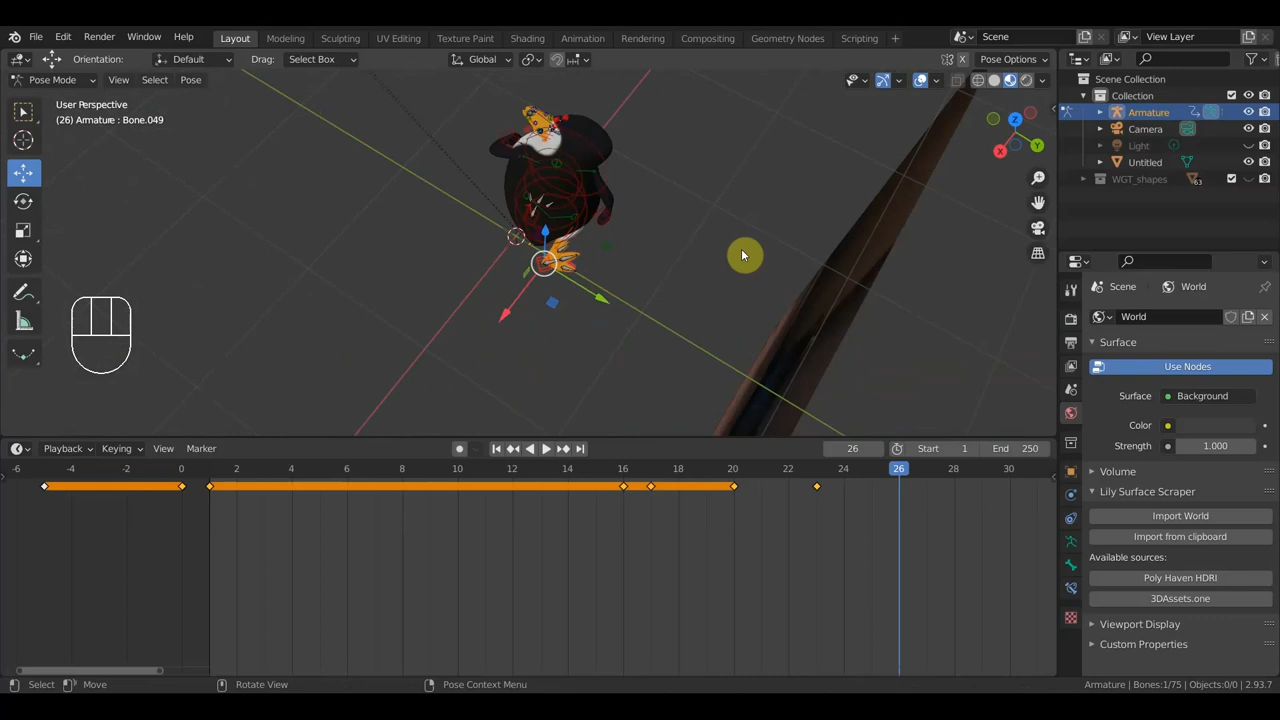 File Edit Render Window Help Layout Modeling Sculpting UV Editing Texture Paint Shading Animation Rendering Compositing Geometry Nodes Scripting + Scene View Layer
Orientation: Default Drag: Select Box Global X Pose Options
Pose Mode View Select Pose
User Perspective
(26) Armature : Bone.049
Z
Y
X
Scene Collection
Collection
Armature
Camera
Light
Untitled
WGT_shapes 63
Scene World
World
Surface
Use Nodes
Surface Background
Color
Strength 1.000
Volume
Lily Surface Scraper
Import World
Import from clipboard
Available sources:
Poly Haven HDRI
3DAssets.one
Viewport Display
Custom Properties
Playback Keying View Marker 26 Start 1 End 250
-6 -4 -2 0 2 4 6 8 10 12 14 16 18 20 22 24 26 28 30
Select Move Rotate View Pose Context Menu Armature | Bones:1/75 | Objects:0/0 | 2.93.7